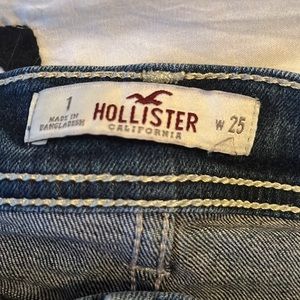 1
MADE IN
BANGLADESH
HOLLISTER
CALIFORNIA
W 25